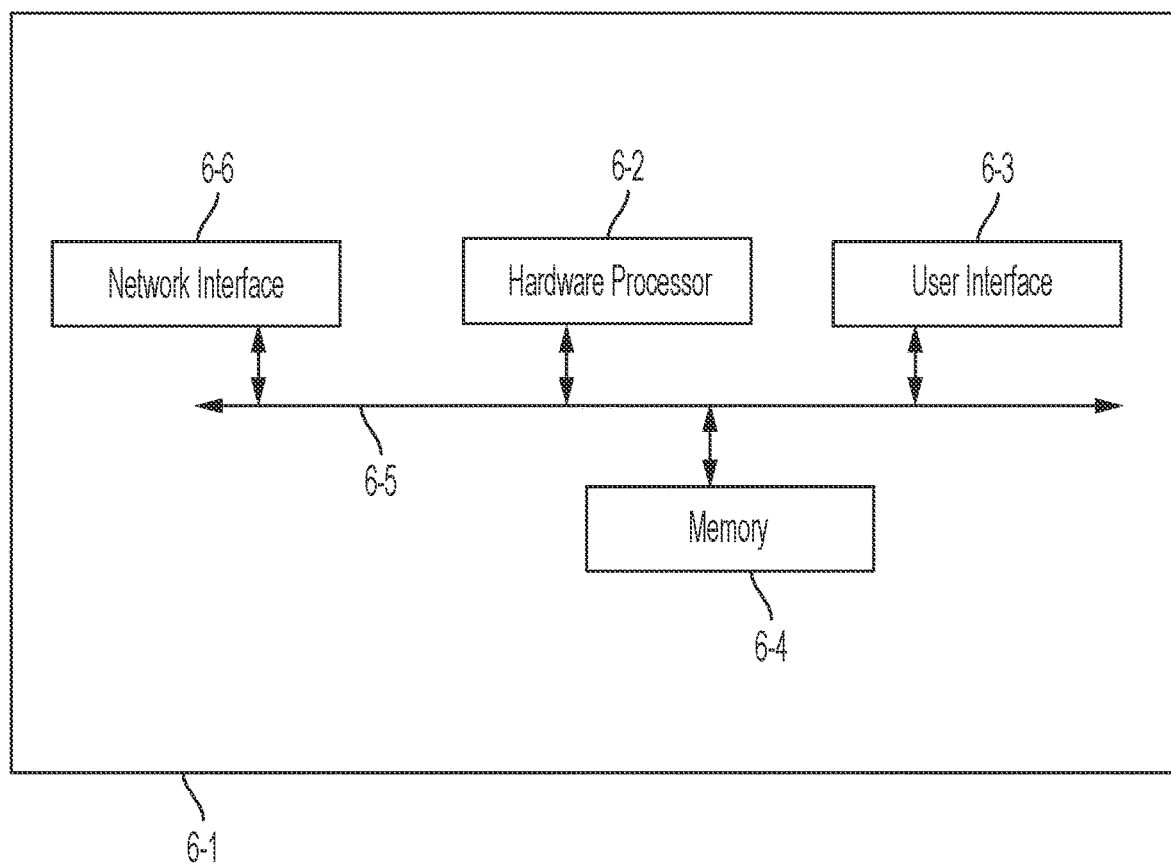 6-6
6-2
6-3
Network Interface
Hardware Processor
User Interface
6-5
Memory
6-4
6-1